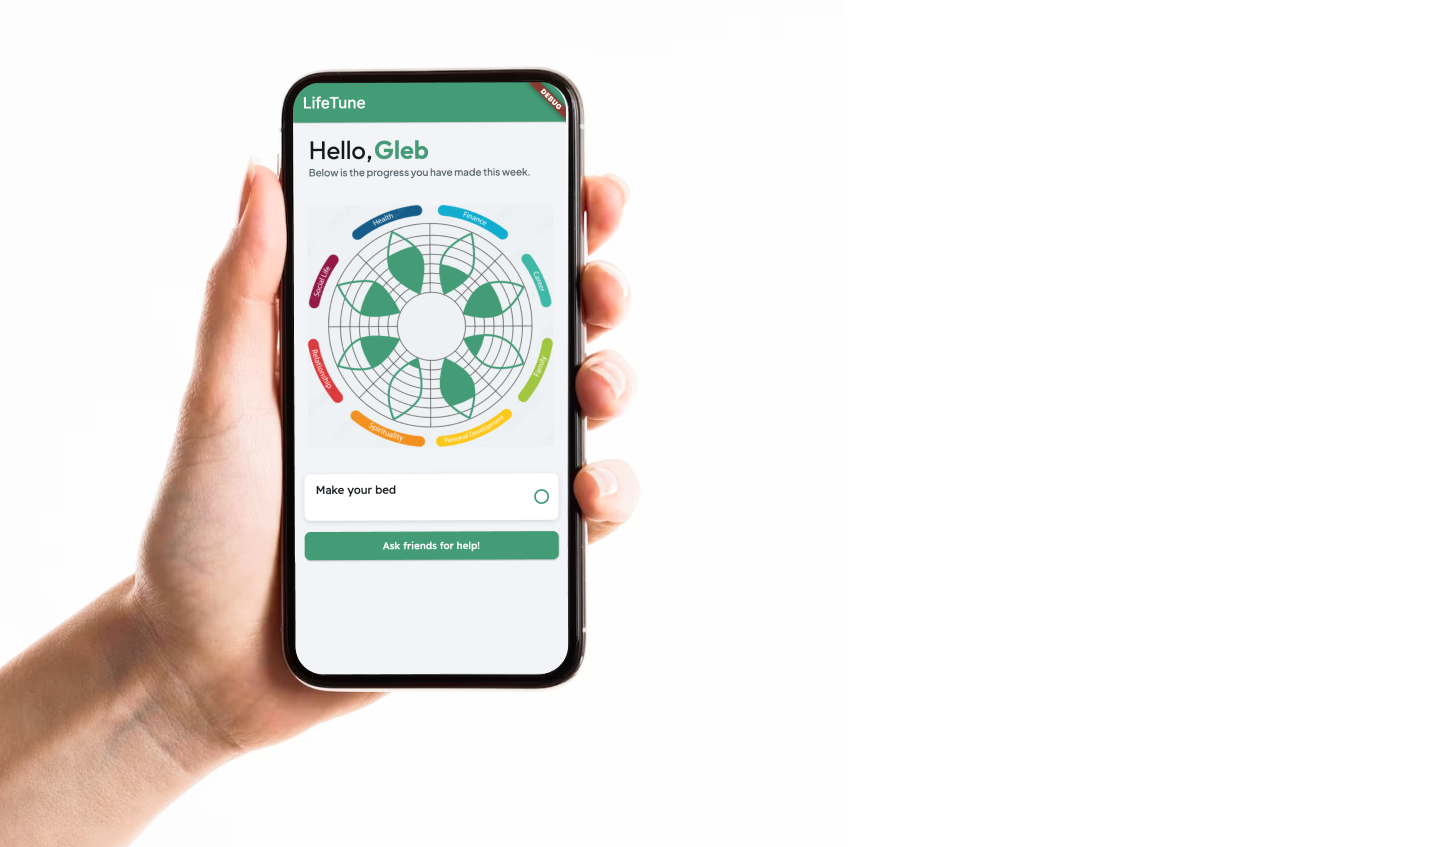 LifeTune
DEBUG
Hello, Gleb
Below is the progress you have made this week.
Health
Finance
Social Life
Career
Relationship
Family
Spirituality
Personal Development
Make your bed
Ask friends for help!